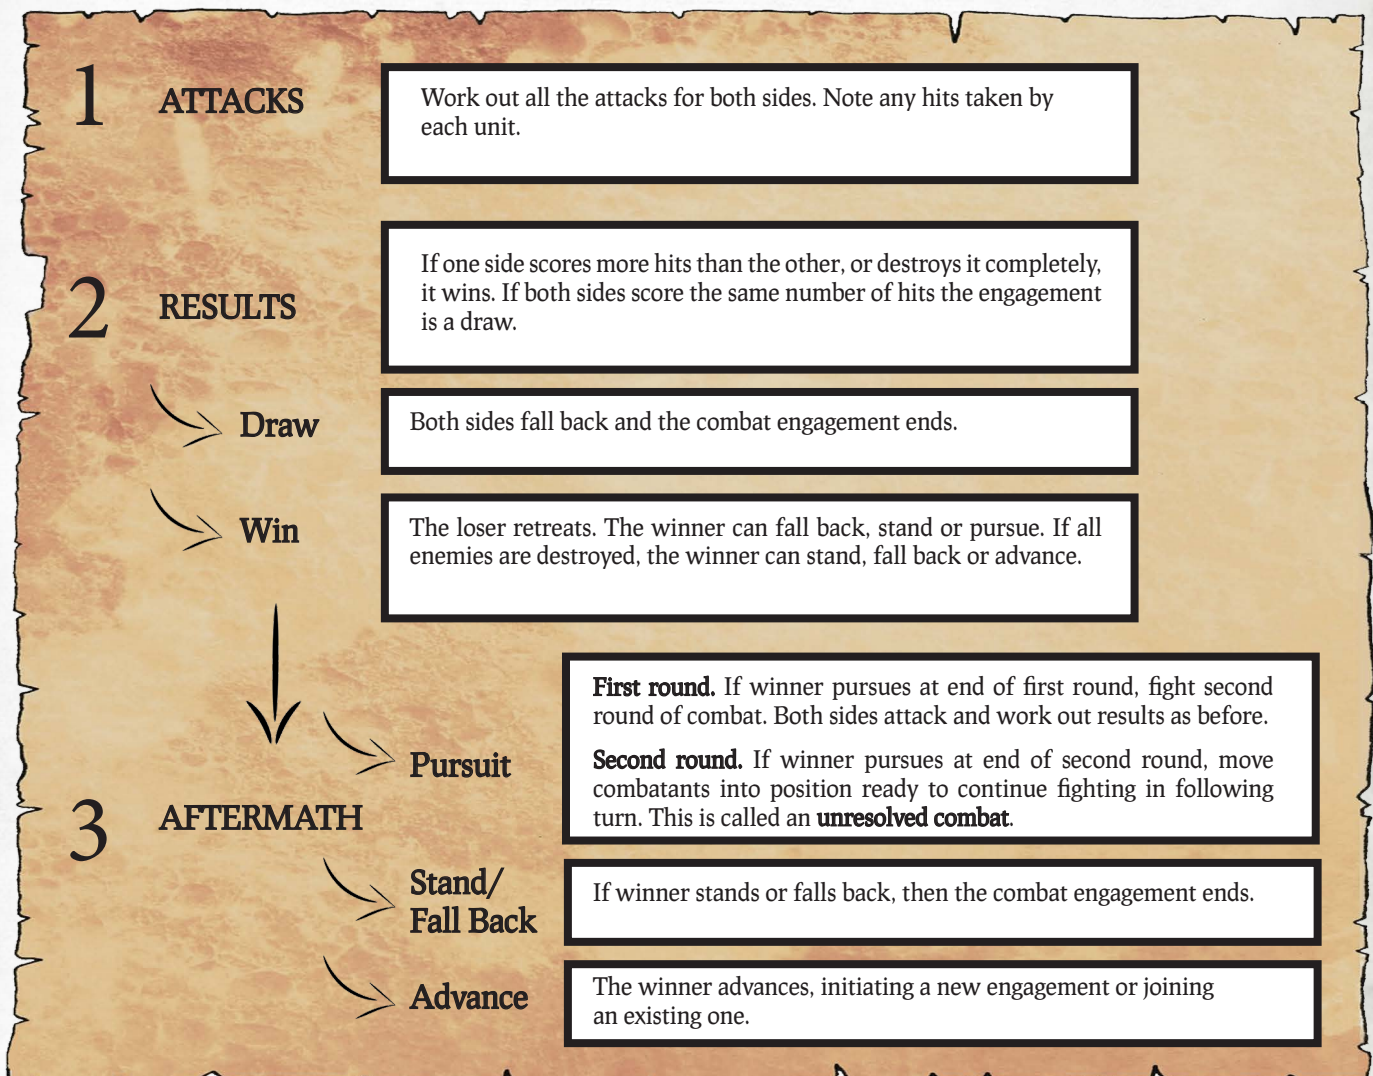 1 ATTACKS
Work out all the attacks for both sides. Note any hits taken by
each unit.
2 RESULTS
If one side scores more hits than the other, or destroys it completely,
it wins. If both sides score the same number of hits the engagement
is a draw.
Draw
Both sides fall back and the combat engagement ends.
Win
The loser retreats. The winner can fall back, stand or pursue. If all
enemies are destroyed, the winner can stand, fall back or advance.
3 AFTERMATH
Pursuit
First round. If winner pursues at end of first round, fight second
round of combat. Both sides attack and work out results as before.
Second round. If winner pursues at end of second round, move
combatants into position ready to continue fighting in following
turn. This is called an unresolved combat.
Stand/
Fall Back
If winner stands or falls back, then the combat engagement ends.
Advance
The winner advances, initiating a new engagement or joining
an existing one.